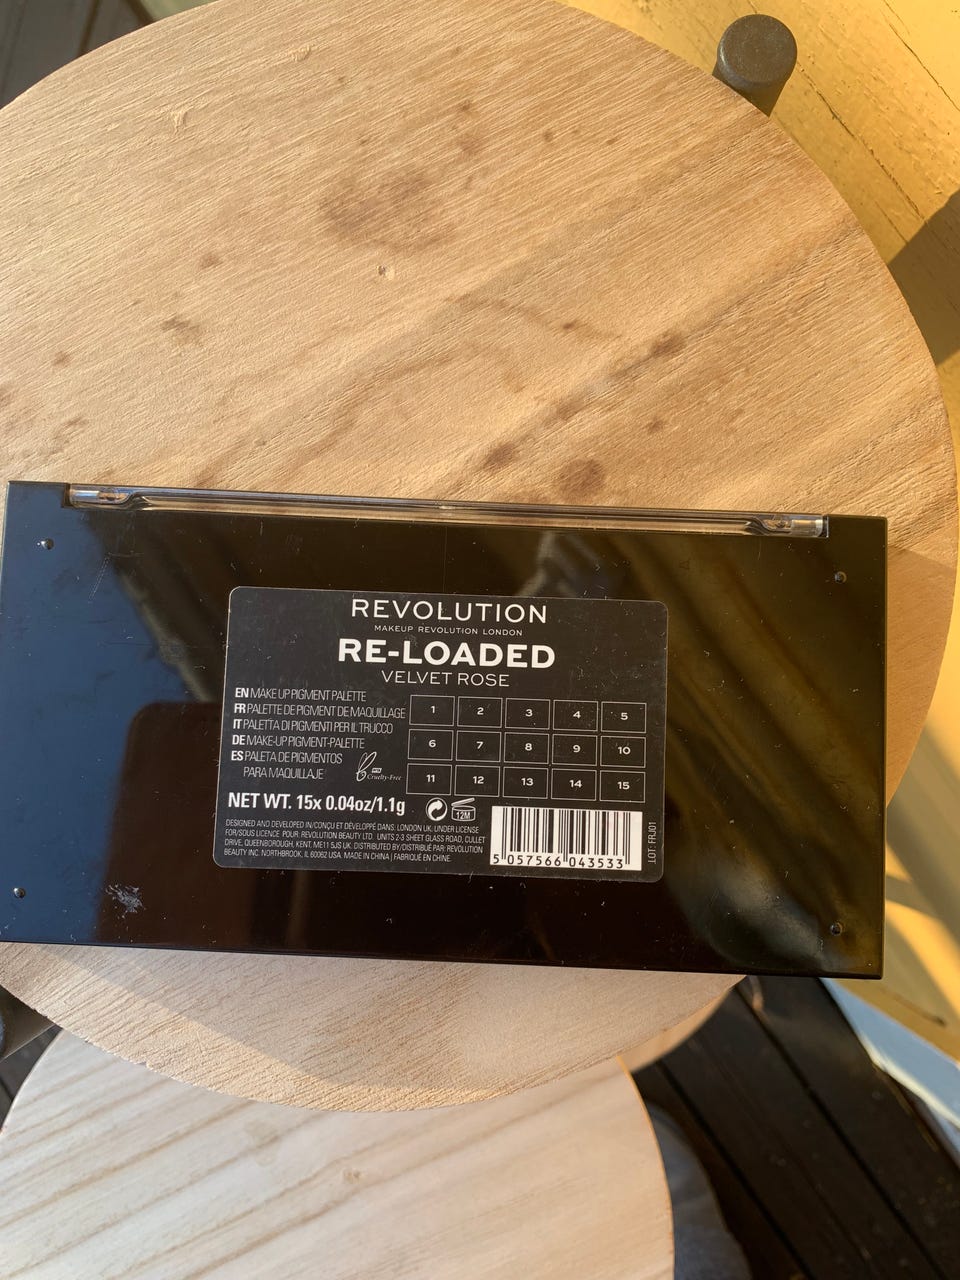 REVOLUTION
MAKEUP REVOLUTION LONDON
RE-LOADED
VELVET ROSE
EN MAKE UP PIGMENT PALETTE
FR PALETTE DE PIGMENT DE MAQUILLAGE
IT PALETTA DI PIGMENTI PER IL TRUCCO
DE MAKE-UP PIGMENT-PALETTE
ES PALETA DE PIGMENTOS
PARA MAQUILLAJE
Cruelty-Free
1 2 3 4 5
6 7 8 9 10
11 12 13 14 15
NET WT. 15x 0.04oz/1.1g
12M
DESIGNED AND DEVELOPED IN/CONÇU ET DÉVELOPPÉ DANS: LONDON UK. UNDER LICENSE
FOR/SOUS LICENCE POUR: REVOLUTION BEAUTY LTD. UNITS 2-3 SHEET GLASS ROAD, CULLET
DRIVE, QUEENBOROUGH, KENT, ME11 5JS UK. DISTRIBUTED BY/DISTRIBUÉ PAR: REVOLUTION
BEAUTY INC. NORTHBROOK, IL 60062 USA. MADE IN CHINA | FABRIQUÉ EN CHINE.
5 057566 043533
LOT: FRJ01